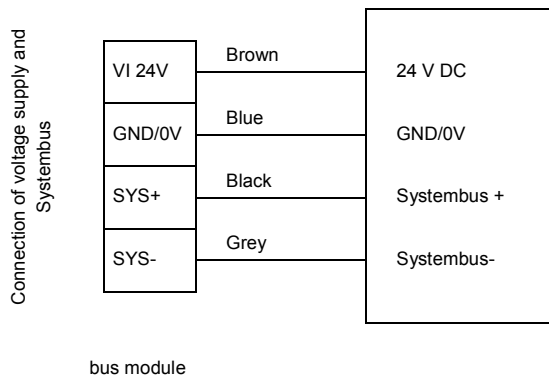 Connection of voltage supply and
Systembus
VI 24V
Brown
24 V DC
GND/0V
Blue
GND/0V
SYS+
Black
Systembus +
SYS-
Grey
Systembus-
bus module